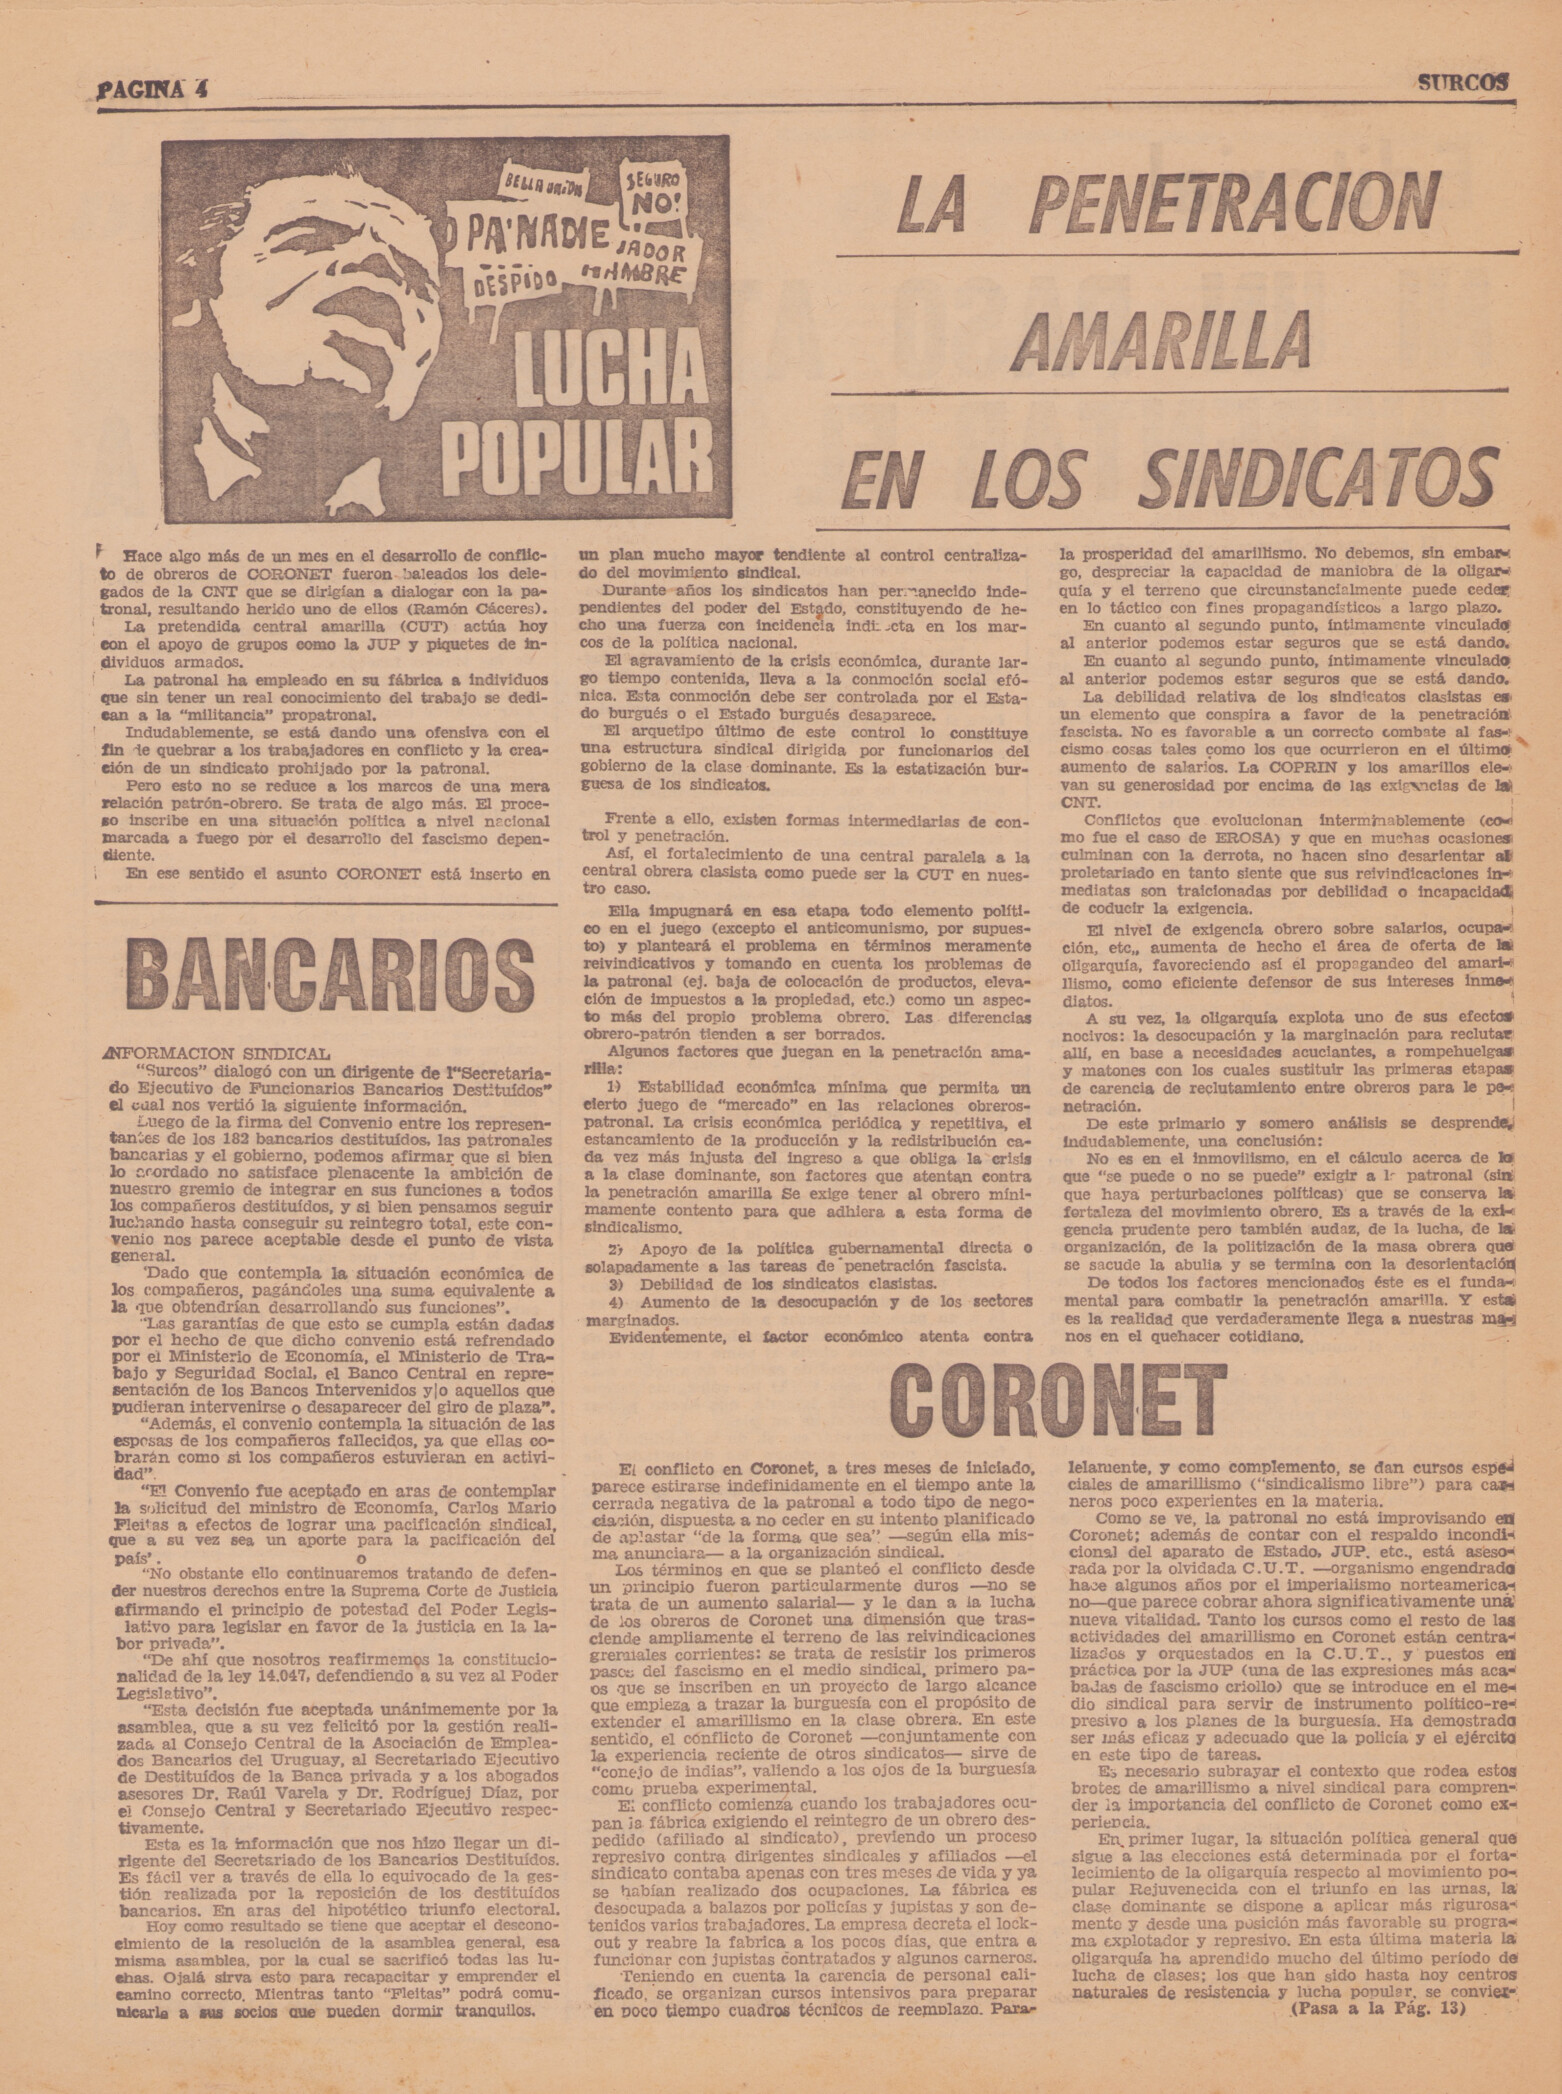 PAGINA 4
SURCOS
BELLA UNION
SEGURO
NO!
PA'NADIE
JADOR
DESPIDO
HAMBRE
LUCHA
POPULAR
LA PENETRACION
AMARILLA
EN LOS SINDICATOS
Hace algo más de un mes en el desarrollo de conflic-
to de obreros de CORONET fueron baleados los dele-
gados de la CNT que se dirigían a dialogar con la pa-
tronal, resultando herido uno de ellos (Ramón Cáceres).
La pretendida central amarilla (CUT) actúa hoy
con el apoyo de grupos como la JUP y piquetes de in-
dividuos armados.
La patronal ha empleado en su fábrica a individuos
que sin tener un real conocimiento del trabajo se dedi-
can a la "militancia" propatronal.
Indudablemente, se está dando una ofensiva con el
fin de quebrar a los trabajadores en conflicto y la crea-
ción de un sindicato prohijado por la patronal.
Pero esto no se reduce a los marcos de una mera
relación patrón-obrero. Se trata de algo más. El proce-
so inscribe en una situación política a nivel nacional
marcada a fuego por el desarrollo del fascismo depen-
diente.
En ese sentido el asunto CORONET está inserto en
un plan mucho mayor tendiente al control centraliza-
do del movimiento sindical.
Durante años los sindicatos han permanecido inde-
pendientes del poder del Estado, constituyendo de he-
cho una fuerza con incidencia indirecta en los mar-
cos de la política nacional.
El agravamiento de la crisis económica, durante lar-
go tiempo contenida, lleva a la conmoción social efó-
nica. Esta conmoción debe ser controlada por el Esta-
do burgués o el Estado burgués desaparece.
El arquetipo último de este control lo constituye
una estructura sindical dirigida por funcionarios del
gobierno de la clase dominante. Es la estatización bur-
guesa de los sindicatos.
Frente a ello, existen formas intermediarias de con-
trol y penetración.
Así, el fortalecimiento de una central paralela a la
central obrera clasista como puede ser la CUT en nues-
tro caso.
Ella impugnará en esa etapa todo elemento políti-
co en el juego (excepto el anticomunismo, por supues-
to) y planteará el problema en términos meramente
reivindicativos y tomando en cuenta los problemas de
la patronal (ej. baja de colocación de productos, eleva-
ción de impuestos a la propiedad, etc.) como un aspec-
to más del propio problema obrero. Las diferencias
obrero-patrón tienden a ser borrados.
Algunos factores que juegan en la penetración ama-
rilla:
1) Estabilidad económica mínima que permita un
cierto juego de "mercado" en las relaciones obreros-
patronal. La crisis económica periódica y repetitiva, el
estancamiento de la producción y la redistribución ca-
da vez más injusta del ingreso a que obliga la crisis
a la clase dominante, son factores que atentan contra
la penetración amarilla Se exige tener al obrero míni-
mamente contento para que adhiera a esta forma de
sindicalismo.
2) Apoyo de la política gubernamental directa o
solapadamente a las tareas de penetración fascista.
3) Debilidad de los sindicatos clasistas.
4) Aumento de la desocupación y de los sectores
marginados.
Evidentemente, el factor económico atenta contra
la prosperidad del amarillismo. No debemos, sin embar-
go, despreciar la capacidad de maniobra de la oligar-
quía y el terreno que circunstancialmente puede ceder
en lo táctico con fines propagandísticos a largo plazo.
En cuanto al segundo punto, íntimamente vinculado
al anterior podemos estar seguros que se está dando.
En cuanto al segundo punto, íntimamente vinculado
al anterior podemos estar seguros que se está dando.
La debilidad relativa de los sindicatos clasistas es
un elemento que conspira a favor de la penetración
fascista. No es favorable a un correcto combate al fas-
cismo cosas tales como los que ocurrieron en el último
aumento de salarios. La COPRIN y los amarillos ele-
van su generosidad por encima de las exigencias de la
CNT.
Conflictos que evolucionan interminablemente (co-
mo fue el caso de EROSA) y que en muchas ocasiones
culminan con la derrota, no hacen sino desarientar al
proletariado en tanto siente que sus reivindicaciones in-
mediatas son traicionadas por debilidad o incapacidad
de coducir la exigencia.
El nivel de exigencia obrero sobre salarios, ocupa-
ción, etc., aumenta de hecho el área de oferta de la
oligarquía, favoreciendo así el propagandeo del amari-
llismo, como eficiente defensor de sus intereses inme-
diatos.
A su vez, la oligarquía explota uno de sus efectos
nocivos: la desocupación y la marginación para reclutar
allí, en base a necesidades acuciantes, a rompehuelgas
y matones con los cuales sustituir las primeras etapas
de carencia de reclutamiento entre obreros para le pe-
netración.
De este primario y somero análisis se desprende,
indudablemente, una conclusión:
No es en el inmovilismo, en el cálculo acerca de lo
que "se puede o no se puede" exigir a la patronal (sin
que haya perturbaciones políticas) que se conserva la
fortaleza del movimiento obrero. Es a través de la exi-
gencia prudente pero también audaz, de la lucha, de la
organización, de la politización de la masa obrera que
se sacude la abulia y se termina con la desorientación
De todos los factores mencionados éste es el funda-
mental para combatir la penetración amarilla. Y esta
es la realidad que verdaderamente llega a nuestras ma-
nos en el quehacer cotidiano.
BANCARIOS
INFORMACION SINDICAL
"Surcos" dialogó con un dirigente de l"Secretaria-
do Ejecutivo de Funcionarios Bancarios Destituídos"
el cual nos vertió la siguiente información.
Luego de la firma del Convenio entre los represen-
tantes de los 182 bancarios destituídos, las patronales
bancarias y el gobierno, podemos afirmar que si bien
lo acordado no satisface plenacente la ambición de
nuestro gremio de integrar en sus funciones a todos
los compañeros destituídos, y si bien pensamos seguir
luchando hasta conseguir su reintegro total, este con-
venio nos parece aceptable desde el punto de vista
general.
"Dado que contempla la situación económica de
los compañeros, pagándoles una suma equivalente a
la que obtendrían desarrollando sus funciones".
"Las garantías de que esto se cumpla están dadas
por el hecho de que dicho convenio está refrendado
por el Ministerio de Economía, el Ministerio de Tra-
bajo y Seguridad Social, el Banco Central en repre-
sentación de los Bancos Intervenidos y|o aquellos que
pudieran intervenirse o desaparecer del giro de plaza".
"Además, el convenio contempla la situación de las
esposas de los compañeros fallecidos, ya que ellas co-
brarán como si los compañeros estuvieran en activi-
dad".
"El Convenio fue aceptado en aras de contemplar
la solicitud del ministro de Economía, Carlos Mario
Fleitas a efectos de lograr una pacificación sindical,
que a su vez sea un aporte para la pacificación del
país'. o
"No obstante ello continuaremos tratando de defen-
der nuestros derechos entre la Suprema Corte de Justicia
afirmando el principio de potestad del Poder Legis-
lativo para legislar en favor de la justicia en la la-
bor privada".
"De ahí que nosotros reafirmemos la constitucio-
nalidad de la ley 14.047, defendiendo a su vez al Poder
Legislativo".
"Esta decisión fue aceptada unánimemente por la
asamblea, que a su vez felicitó por la gestión reali-
zada al Consejo Central de la Asociación de Emplea-
dos Bancarios del Uruguay, al Secretariado Ejecutivo
de Destituídos de la Banca privada y a los abogados
asesores Dr. Raúl Varela y Dr. Rodríguej Díaz, por
el Consejo Central y Secretariado Ejecutivo respec-
tivamente.
Esta es la información que nos hizo llegar un di-
rigente del Secretariado de los Bancarios Destituídos.
Es fácil ver a través de ella lo equivocado de la ges-
tión realizada por la reposición de los destituídos
bancarios. En aras del hipotético triunfo electoral.
Hoy como resultado se tiene que aceptar el descono-
cimiento de la resolución de la asamblea general, esa
misma asamblea, por la cual se sacrificó todas las lu-
chas. Ojalá sirva esto para recapacitar y emprender el
camino correcto. Mientras tanto "Fleitas" podrá comu-
nicarle a sus socios que pueden dormir tranquilos.
CORONET
El conflicto en Coronet, a tres meses de iniciado,
parece estirarse indefinidamente en el tiempo ante la
cerrada negativa de la patronal a todo tipo de nego-
ciación, dispuesta a no ceder en su intento planificado
de aplastar "de la forma que sea" —según ella mis-
ma anunciara— a la organización sindical.
Los términos en que se planteó el conflicto desde
un principio fueron particularmente duros —no se
trata de un aumento salarial— y le dan a la lucha
de los obreros de Coronet una dimensión que tras-
ciende ampliamente el terreno de las reivindicaciones
gremiales corrientes: se trata de resistir los primeros
pasos del fascismo en el medio sindical, primero pa-
os que se inscriben en un proyecto de largo alcance
que empieza a trazar la burguesía con el propósito de
extender el amarillismo en la clase obrera. En este
sentido, el conflicto de Coronet —conjuntamente con
la experiencia reciente de otros sindicatos— sirve de
"conejo de indias", valiendo a los ojos de la burguesía
como prueba experimental.
El conflicto comienza cuando los trabajadores ocu-
pan la fábrica exigiendo el reintegro de un obrero des-
pedido (afiliado al sindicato), previendo un proceso
represivo contra dirigentes sindicales y afiliados —el
sindicato contaba apenas con tres meses de vida y ya
se habían realizado dos ocupaciones. La fábrica es
desocupada a balazos por policías y jupistas y son de-
tenidos varios trabajadores. La empresa decreta el lock-
out y reabre la fabrica a los pocos días, que entra a
funcionar con jupistas contratados y algunos carneros.
Teniendo en cuenta la carencia de personal cali-
ficado, se organizan cursos intensivos para preparar
en poco tiempo cuadros técnicos de reemplazo. Para-
lelamente, y como complemento, se dan cursos espe-
ciales de amarillismo ("sindicalismo libre") para car-
neros poco experientes en la materia.
Como se ve, la patronal no está improvisando en
Coronet; además de contar con el respaldo incondi-
cional del aparato de Estado, JUP. etc., está aseso-
rada por la olvidada C.U.T. —organismo engendrado
hace algunos años por el imperialismo norteamerica-
no—que parece cobrar ahora significativamente una
nueva vitalidad. Tanto los cursos como el resto de las
actividades del amarillismo en Coronet están centra-
lizados y orquestados en la C.U.T., y puestos en
práctica por la JUP (una de las expresiones más aca-
badas de fascismo criollo) que se introduce en el me-
dio sindical para servir de instrumento político-re-
presivo a los planes de la burguesía. Ha demostrado
ser más eficaz y adecuado que la policía y el ejército
en este tipo de tareas.
Es necesario subrayar el contexto que rodea estos
brotes de amarillismo a nivel sindical para compren-
der la importancia del conflicto de Coronet como ex-
periencia.
En primer lugar, la situación política general que
sigue a las elecciones está determinada por el forta-
lecimiento de la oligarquía respecto al movimiento po-
pular Rejuvenecida con el triunfo en las urnas, la
clase dominante se dispone a aplicar más rigurosa-
mento y desde una posición más favorable su progra-
ma explotador y represivo. En esta última materia la
oligarquía ha aprendido mucho del último período de
lucha de clases; los que han sido hasta hoy centros
naturales de resistencia y lucha popular, se convier-
(Pasa a la Pág. 13)